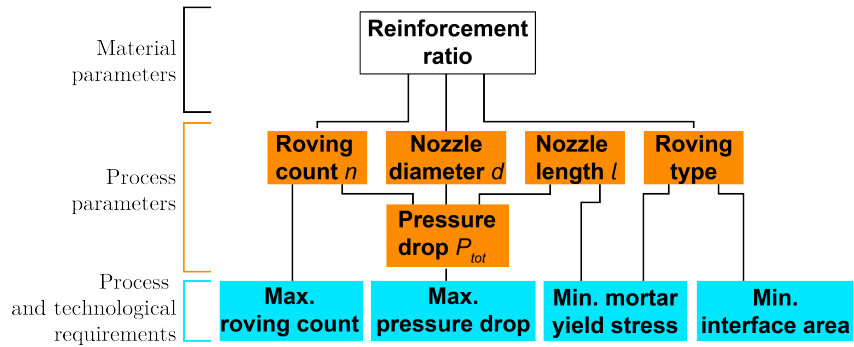 Material
parameters
Reinforcement
ratio
Process
parameters
Roving
count n
Nozzle
diameter d
Nozzle
length l
Roving
type
Pressure
drop Ptot
Process
and technological
requirements
Max.
roving count
Max.
pressure drop
Min. mortar
yield stress
Min.
interface area